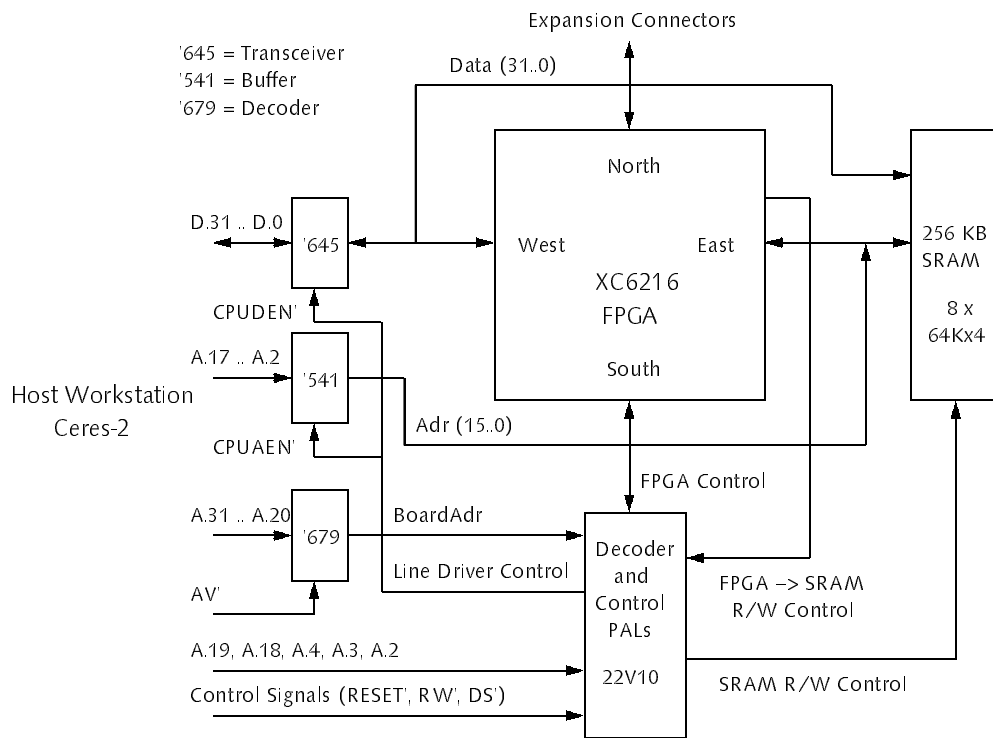 Expansion Connectors
'645 = Transceiver
'541 = Buffer
'679 = Decoder
Data (31..0)
North
D.31 .. D.0
'645
West
East
256 KB
SRAM
XC6216
FPGA
8 x
64Kx4
CPUDEN'
A.17 .. A.2
'541
South
Host Workstation
Ceres-2
Adr (15..0)
CPUAEN'
FPGA Control
A.31 .. A.20
'679
BoardAdr
Decoder
and
Control
PALs
22V10
Line Driver Control
FPGA –> SRAM
R/W Control
AV'
A.19, A.18, A.4, A.3, A.2
SRAM R/W Control
Control Signals (RESET', RW', DS')